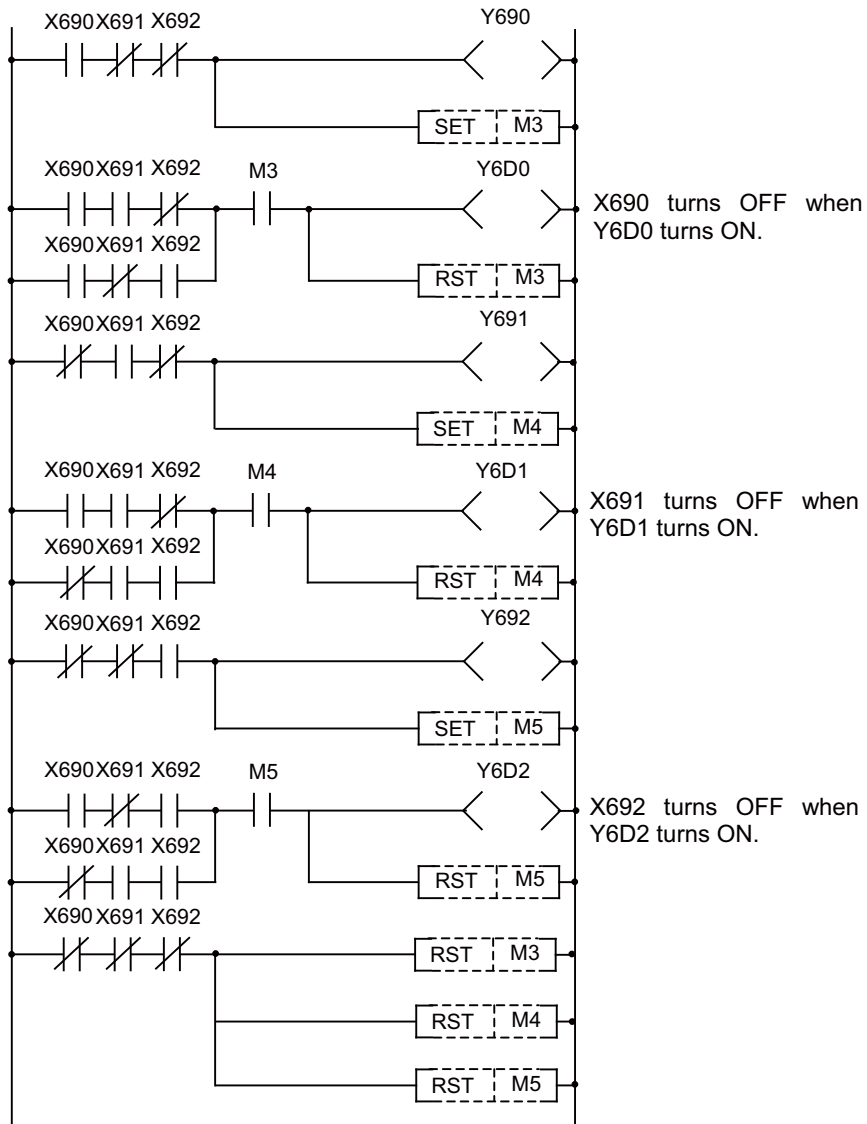 X690 X691 X692 Y690
SET M3
X690 X691 X692 M3 Y6D0
X690 turns OFF when
Y6D0 turns ON.
X690 X691 X692
RST M3
X690 X691 X692 Y691
SET M4
X690 X691 X692 M4 Y6D1
X691 turns OFF when
Y6D1 turns ON.
X690 X691 X692
RST M4
X690 X691 X692 Y692
SET M5
X690 X691 X692 M5 Y6D2
X692 turns OFF when
Y6D2 turns ON.
X690 X691 X692
RST M5
X690 X691 X692
RST M3
RST M4
RST M5